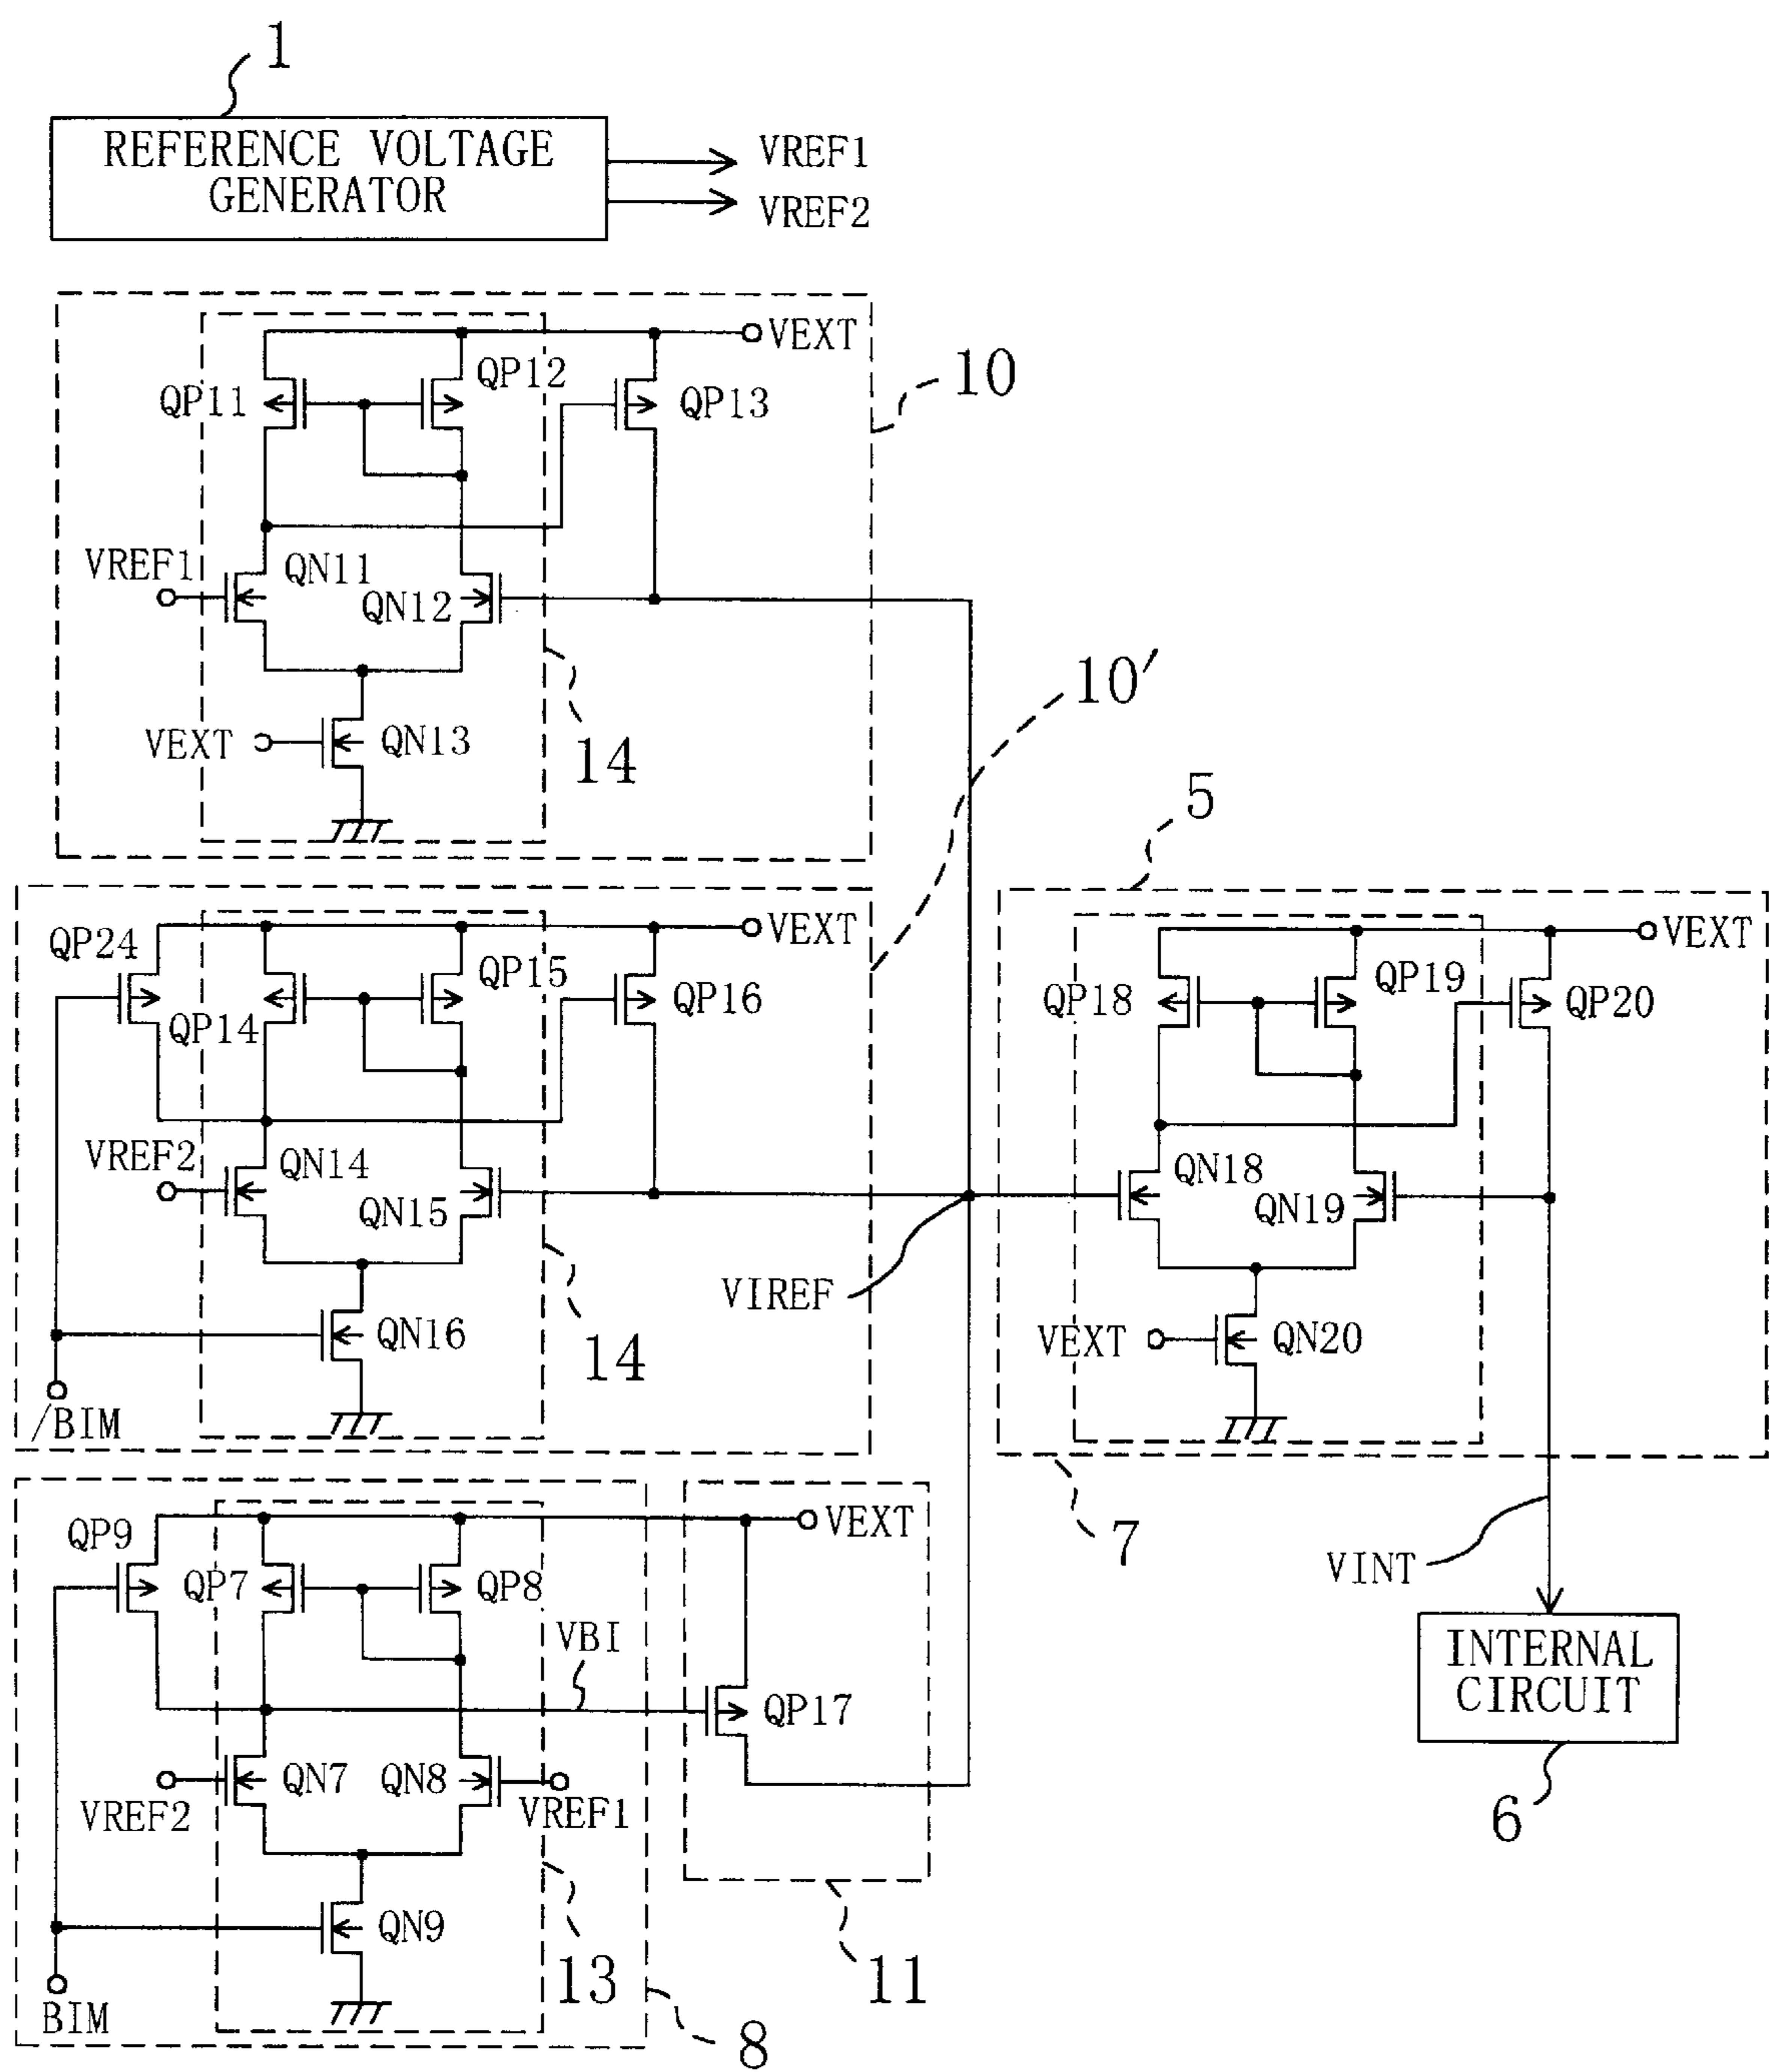 1
REFERENCE VOLTAGE
GENERATOR
VREF1
VREF2
VEXT
QP11
QP12
QP13
10
VREF1
QN11
QN12
10′
VEXT
QN13
14
5
QP24
VEXT
QP15
QP14
QP16
VEXT
QP18
QP19
QP20
VREF2
QN14
QN15
QN18
QN19
VIREF
QN16
14
VEXT
QN20
/BIM
QP9
QP7
QP8
VEXT
7
VINT
VBI
QP17
INTERNAL
CIRCUIT
QN7
QN8
VREF2
VREF1
6
QN9
13
11
BIM
8